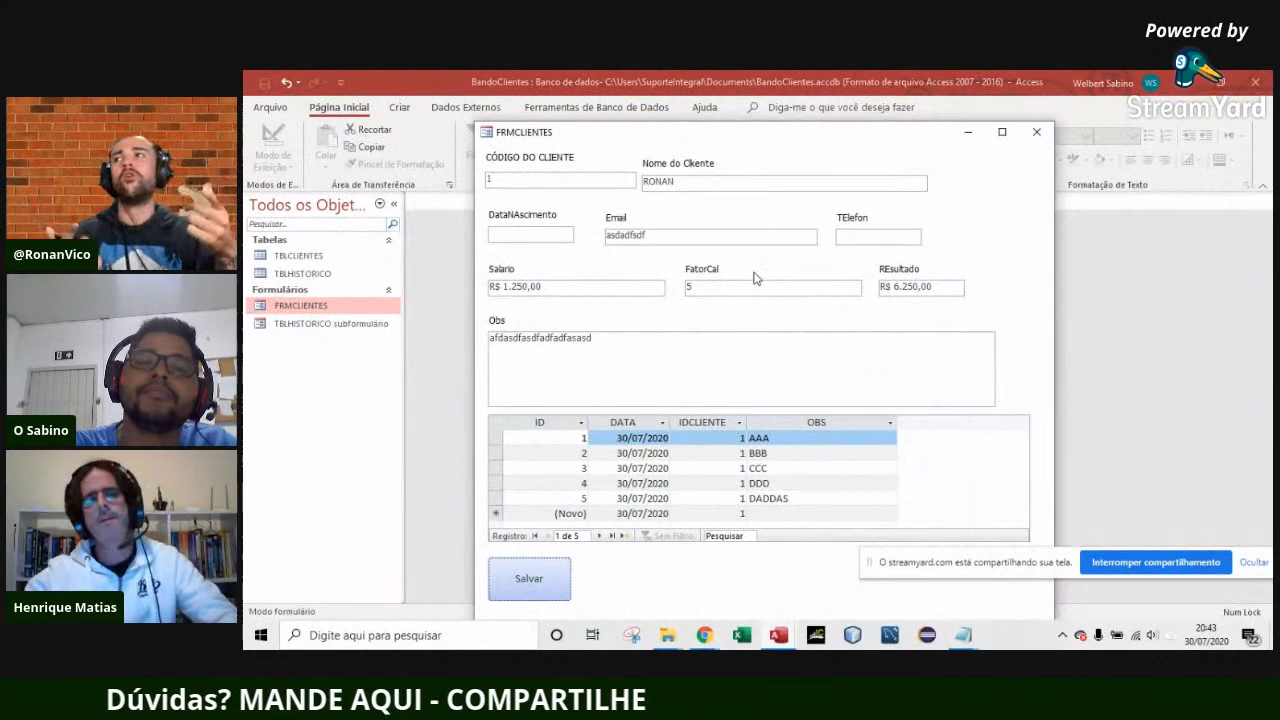 Powered by
StreamYard
BandoClientes : Banco de dados- C:\Users\SuporteIntegral\Documents\BandoClientes.accdb (Formato de arquivo Access 2007 - 2016) - Access
Welbert Sabino
WS
Arquivo
Página Inicial
Criar
Dados Externos
Ferramentas de Banco de Dados
Ajuda
Diga-me o que você deseja fazer
Modo de
Exibição
Colar
Recortar
Copiar
Pincel de Formatação
Modos de E...
Área de Transferência
Formatação de Texto
Todos os Objet...
Pesquisar...
Tabelas
TBLCLIENTES
TBLHISTORICO
Formulários
FRMCLIENTES
TBLHISTORICO subformulário
FRMCLIENTES
CÓDIGO DO CLIENTE
1
Nome do Clkente
RONAN
DataNAscimento
Email
asdadfsdf
TElefon
Salario
R$ 1.250,00
FatorCal
5
REsultado
R$ 6.250,00
Obs
afdasdfasdfadfadfasasd
ID DATA IDCLIENTE OBS
1 30/07/2020 1 AAA
2 30/07/2020 1 BBB
3 30/07/2020 1 CCC
4 30/07/2020 1 DDD
5 30/07/2020 1 DADDAS
(Novo) 30/07/2020 1
Registro: 1 de 5 Sem Filtro Pesquisar
Salvar
O streamyard.com está compartilhando sua tela.
Interromper compartilhamento
Ocultar
Modo formulário
Num Lock
Digite aqui para pesquisar
20:43
30/07/2020
22
@RonanVico
O Sabino
Henrique Matias
Dúvidas? MANDE AQUI - COMPARTILHE